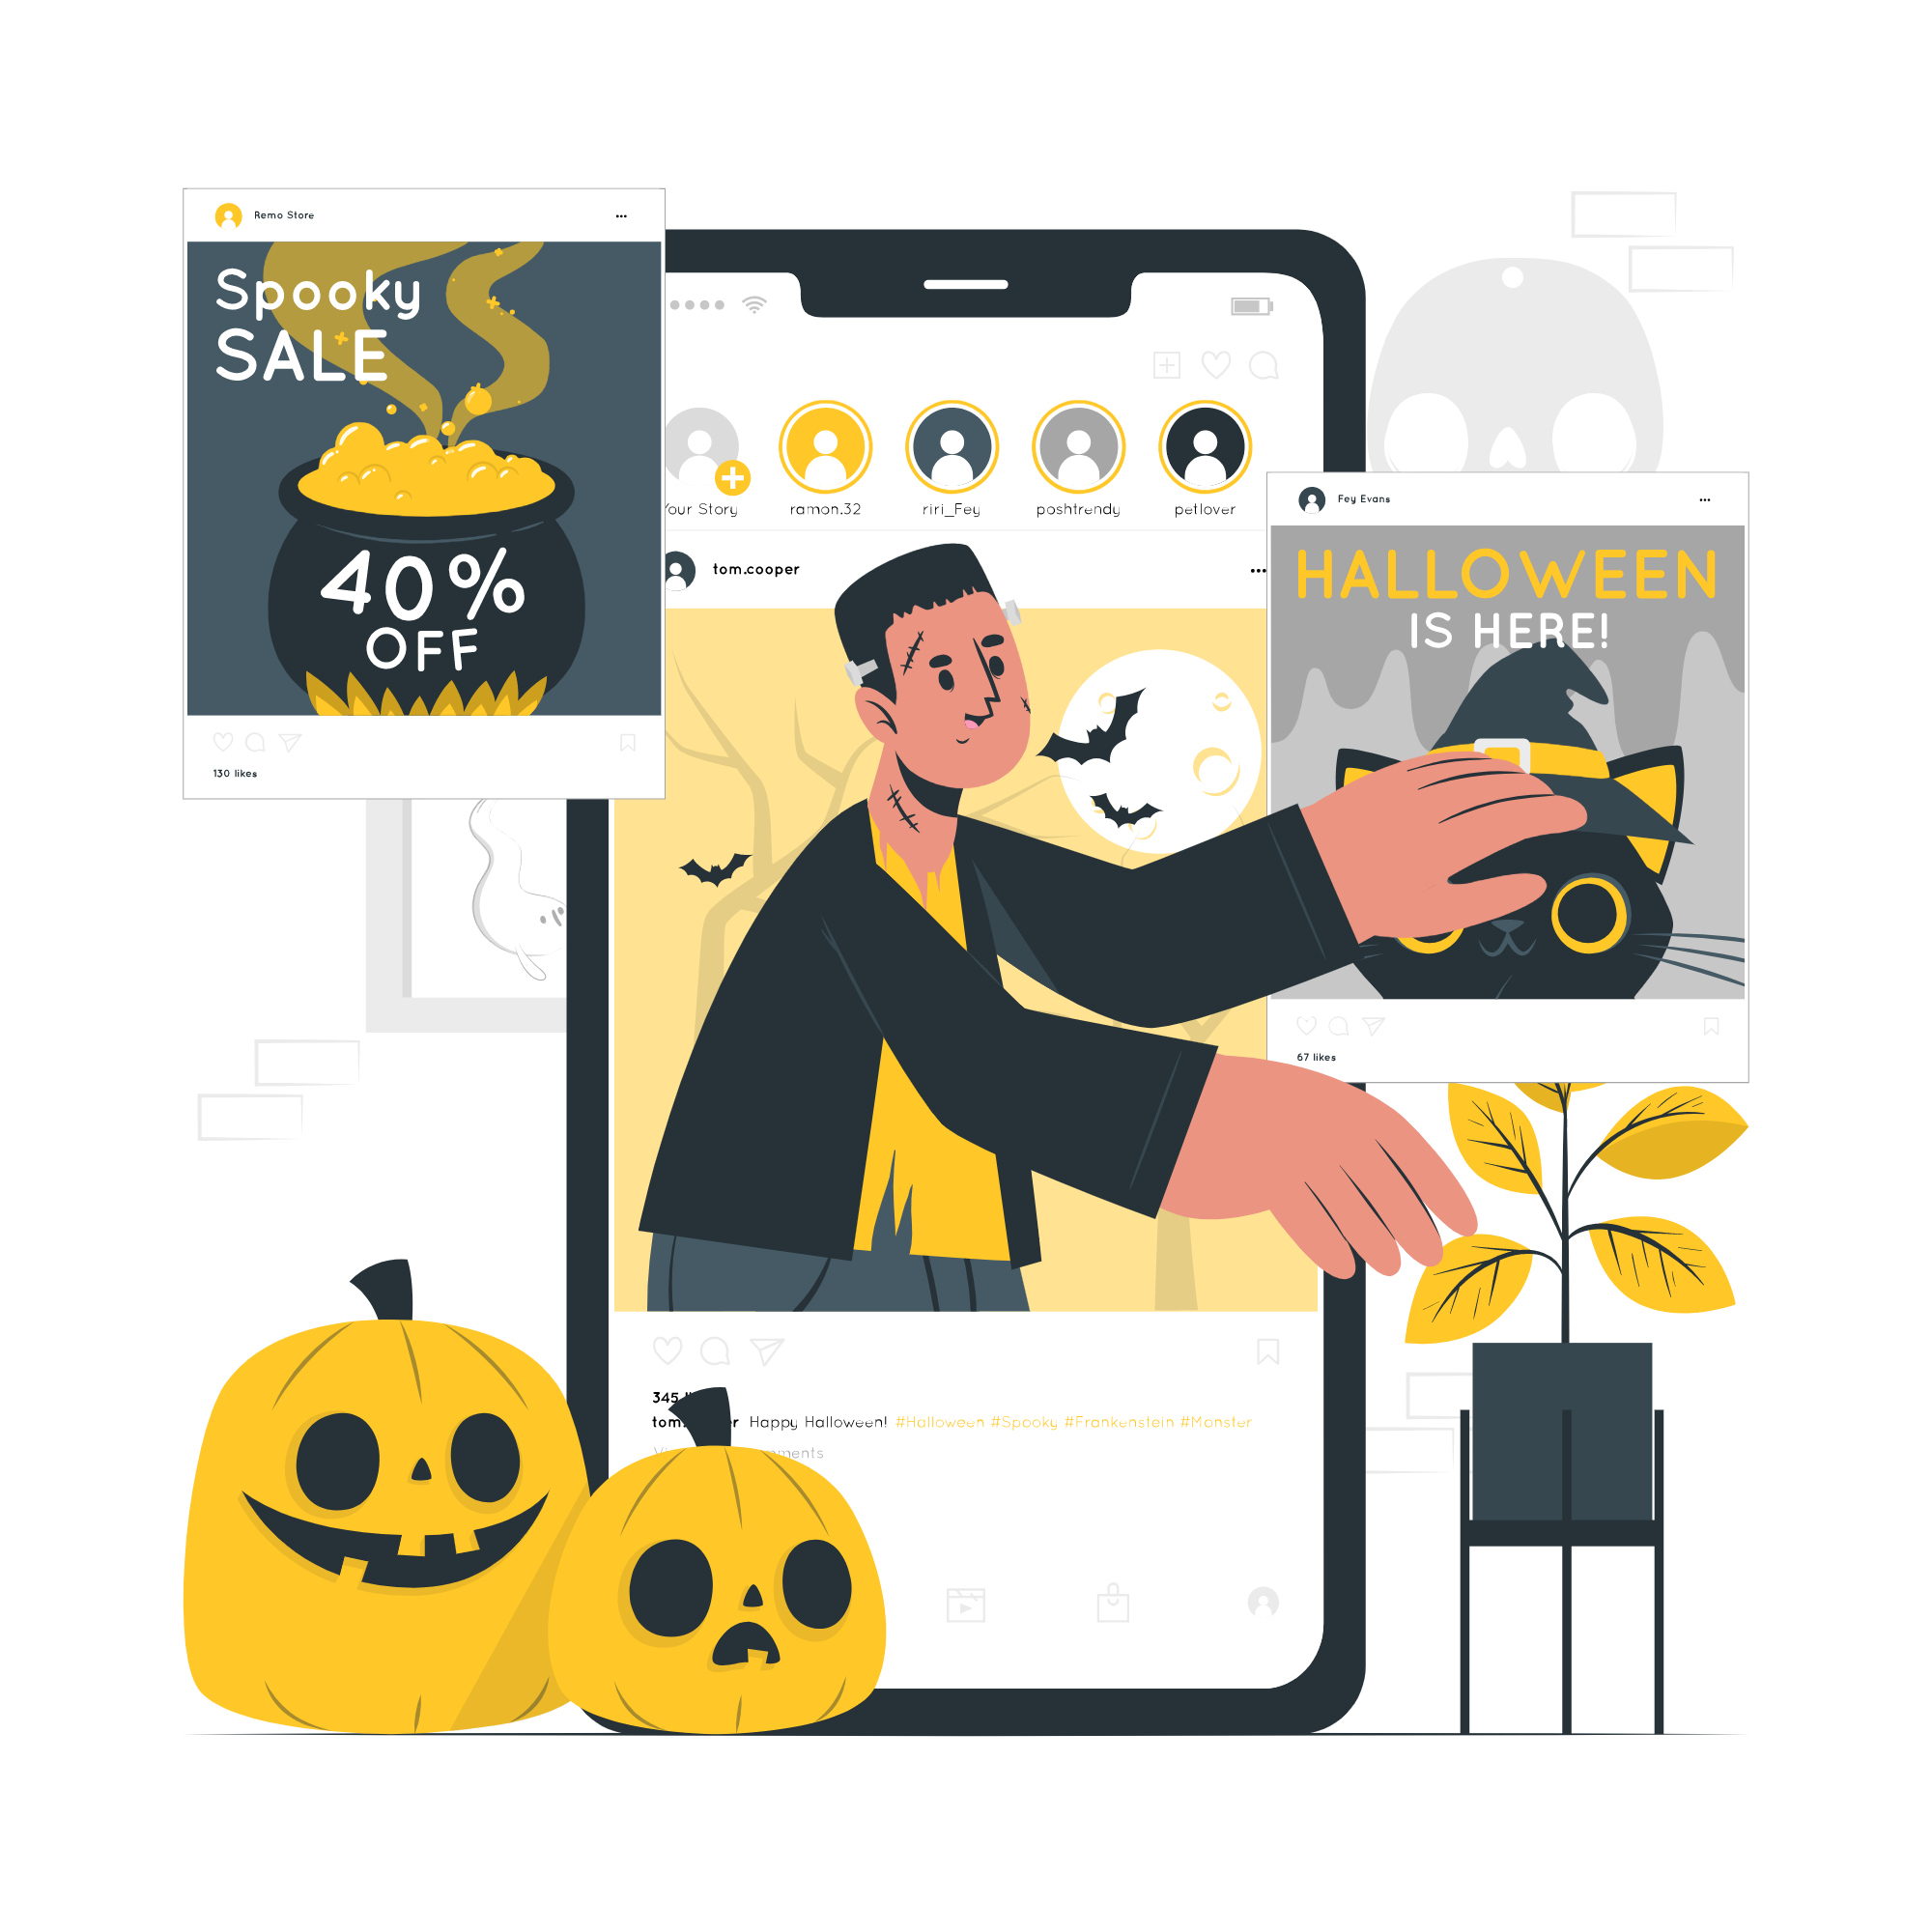 Remo Store
Spooky
SALE
40%
OFF
130 likes
Your Story
ramon.32
riri_Fey
poshtrendy
petlover
tom.cooper
Fey Evans
HALLOWEEN
IS HERE!
67 likes
345
Happy Halloween! #Halloween #Spooky #Frankenstein #Monster